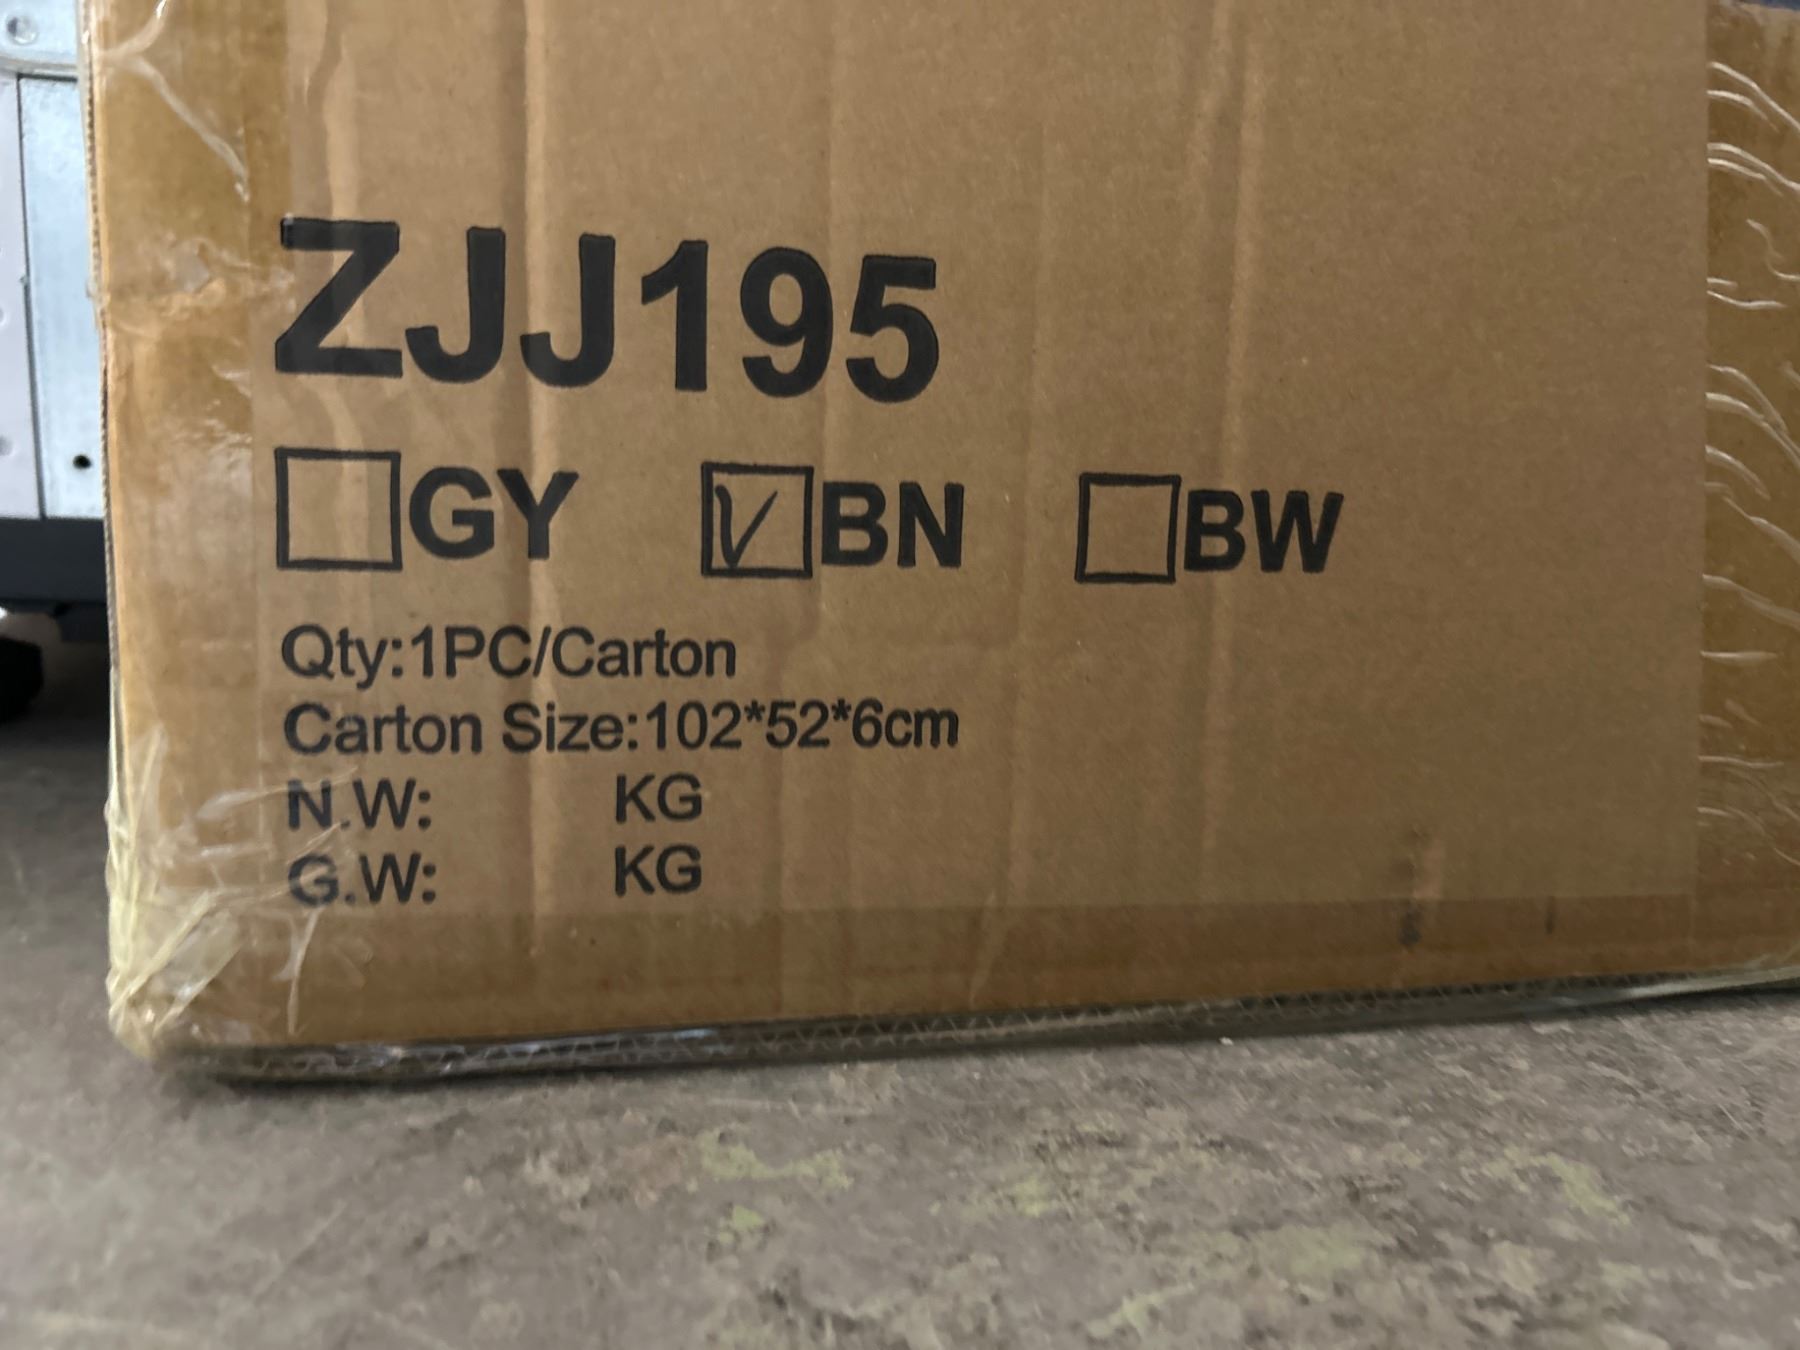 ZJJ195
☐GY ☑BN ☐BW
Qty:1PC/Carton
Carton Size:102*52*6cm
N.W: KG
G.W: KG